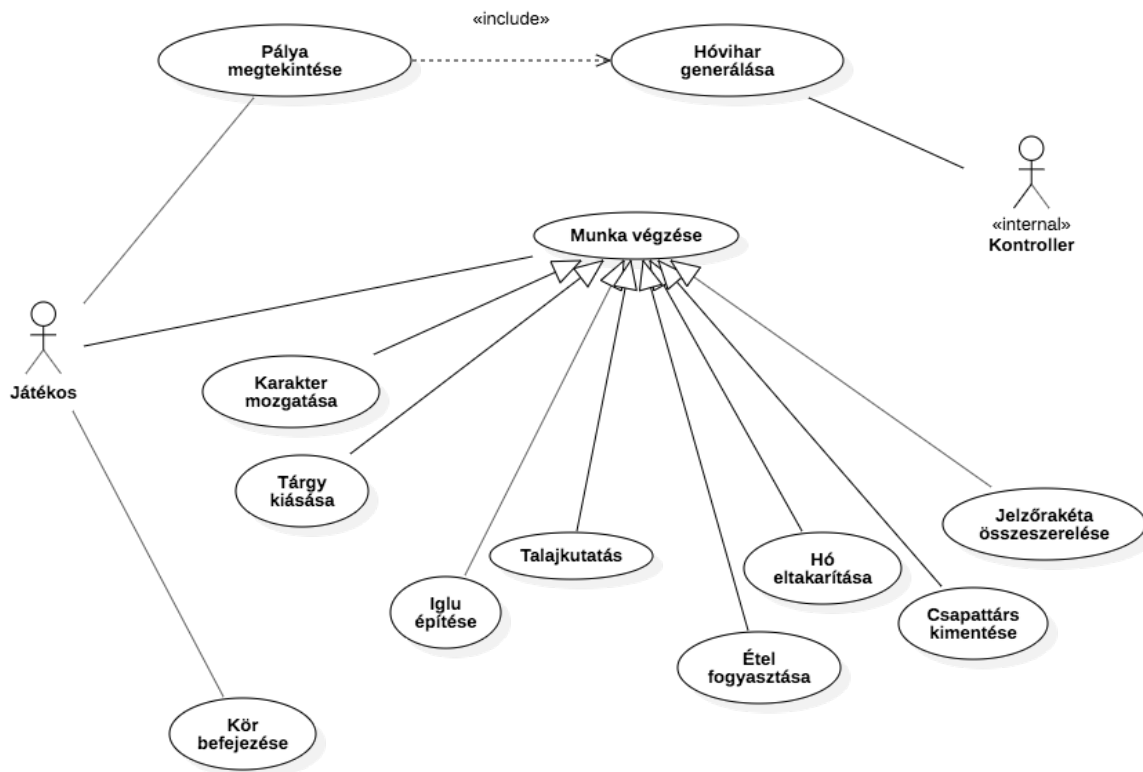 «include»
Pálya
megtekintése
Hóvihar
generálása
«internal»
Kontroller
Munka végzése
Játékos
Karakter
mozgatása
Tárgy
kiásása
Talajkutatás
Iglu
építése
Étel
fogyasztása
Hó
eltakarítása
Csapattárs
kimentése
Jelzőrakéta
összeszerelése
Kör
befejezése